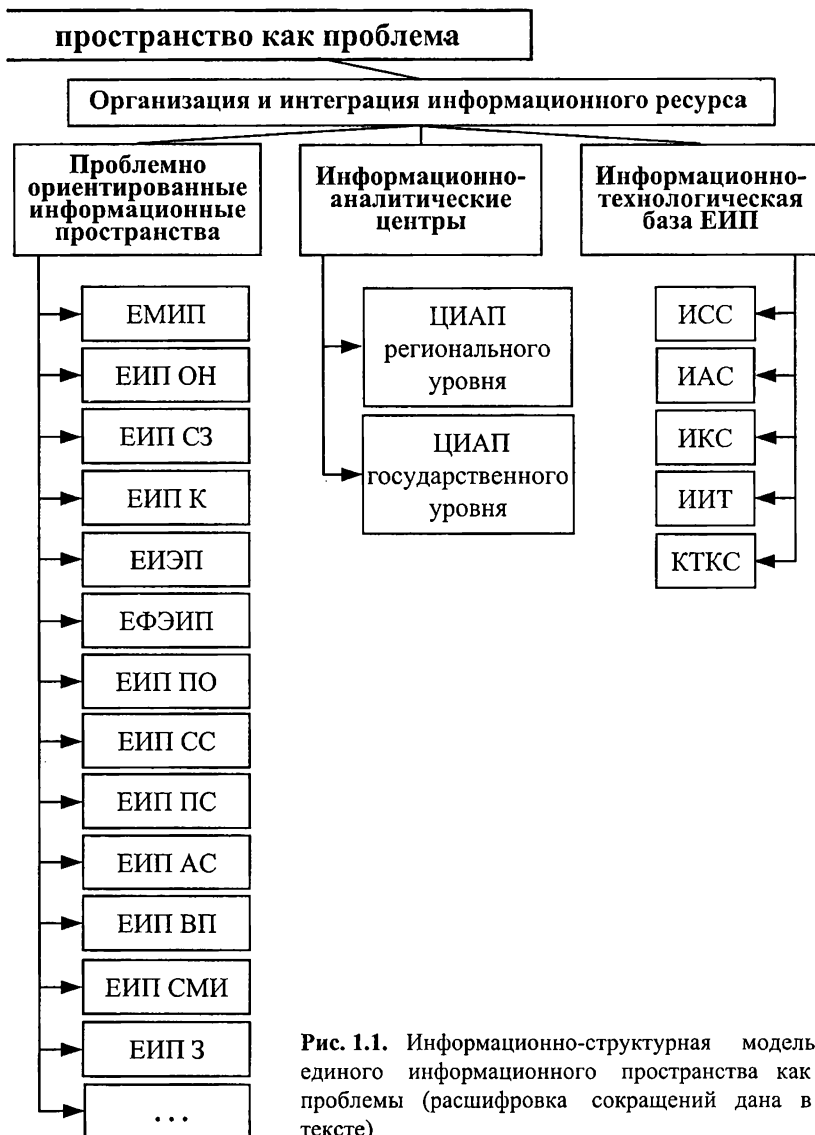 пространство как проблема
Организация и интеграция информационного ресурса
Проблемно
ориентированные
информационные
пространства
Информационно-
аналитические
центры
Информационно-
технологическая
база ЕИП
ЕМИП
ЕИП ОН
ЕИП СЗ
ЕИП К
ЕИЭП
ЕФЭИП
ЕИП ПО
ЕИП СС
ЕИП ПС
ЕИП АС
ЕИП ВП
ЕИП СМИ
ЕИП З
...
ЦИАП
регионального
уровня
ЦИАП
государственного
уровня
ИСС
ИАС
ИКС
ИИТ
КТКС
Рис. 1.1. Информационно-структурная модель
единого информационного пространства как
проблемы (расшифровка сокращений дана в
тексте)